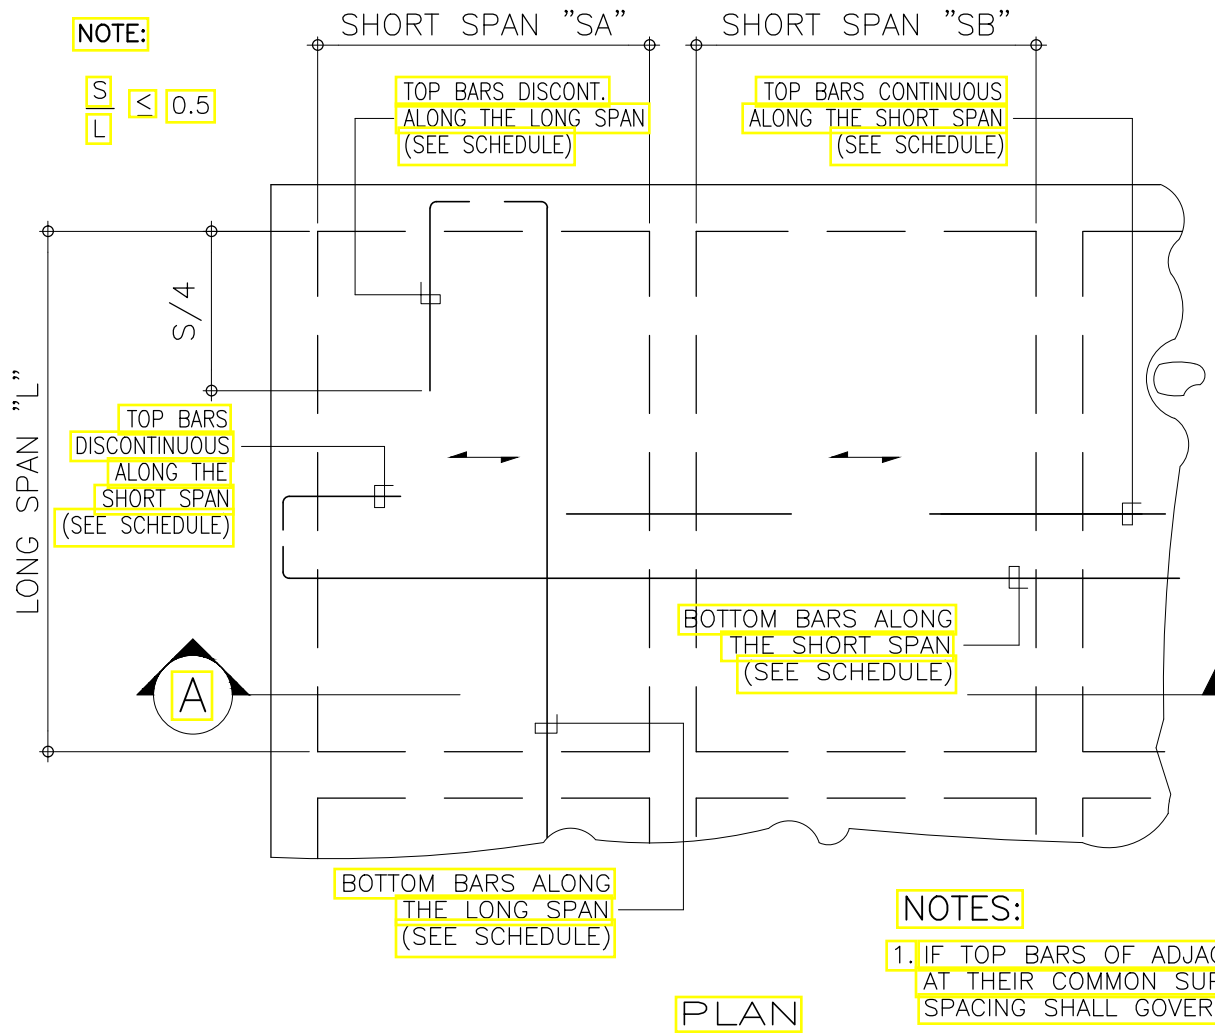 NOTE:
S
L
≤ 0.5
SHORT SPAN "SA"
SHORT SPAN "SB"
TOP BARS DISCONT.
ALONG THE LONG SPAN
(SEE SCHEDULE)
TOP BARS CONTINUOUS
ALONG THE SHORT SPAN
(SEE SCHEDULE)
S/4
LONG SPAN "L"
TOP BARS
DISCONTINUOUS
ALONG THE
SHORT SPAN
(SEE SCHEDULE)
BOTTOM BARS ALONG
THE SHORT SPAN
(SEE SCHEDULE)
A
BOTTOM BARS ALONG
THE LONG SPAN
(SEE SCHEDULE)
PLAN
NOTES:
1. IF TOP BARS OF
AT THEIR COMMON
SPACING SHALL